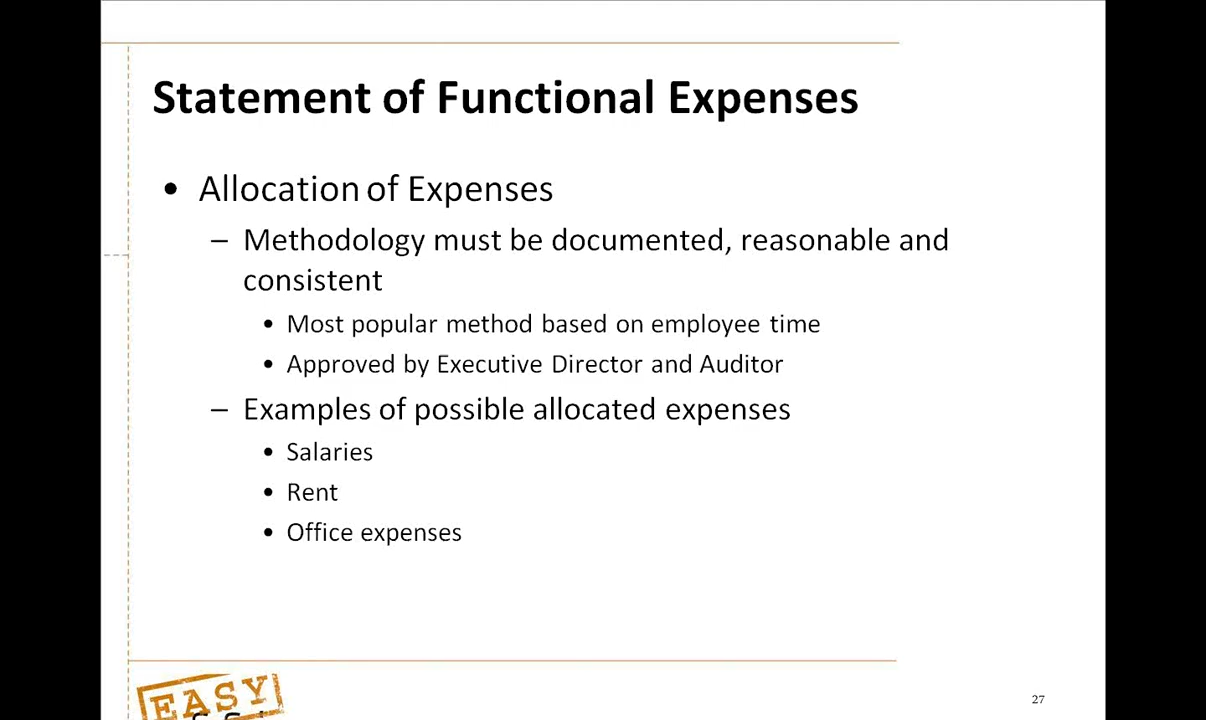 Statement of Functional Expenses
• Allocation of Expenses
– Methodology must be documented, reasonable and
consistent
• Most popular method based on employee time
• Approved by Executive Director and Auditor
– Examples of possible allocated expenses
• Salaries
• Rent
• Office expenses
EASY
27